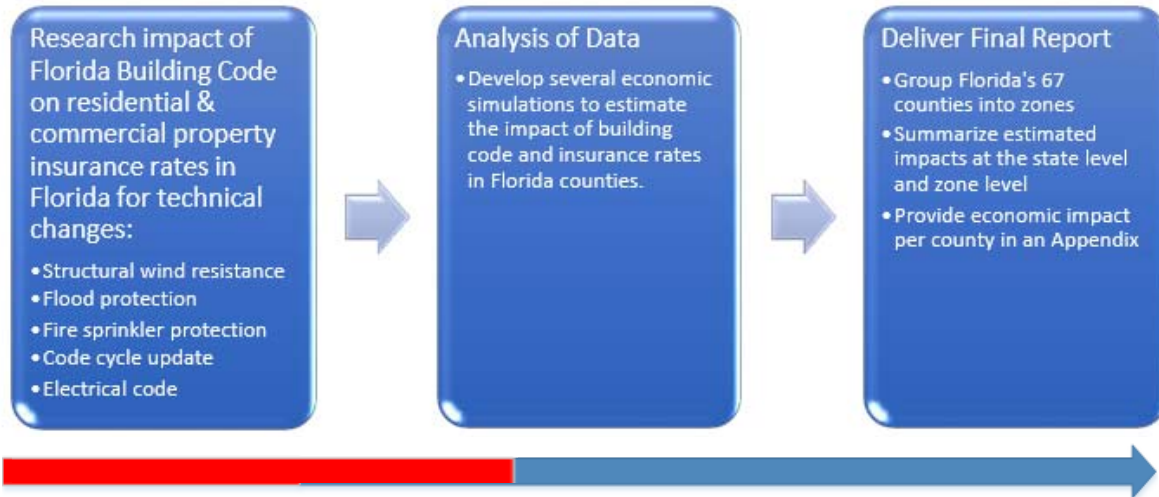 Research impact of
Florida Building Code
on residential &
commercial property
insurance rates in
Florida for technical
changes:
•Structural wind resistance
•Flood protection
•Fire sprinkler protection
•Code cycle update
•Electrical code
Analysis of Data
•Develop several economic
simulations to estimate
the impact of building
code and insurance rates
in Florida counties.
Deliver Final Report
•Group Florida's 67
counties into zones
•Summarize estimated
impacts at the state level
and zone level
•Provide economic impact
per county in an Appendix